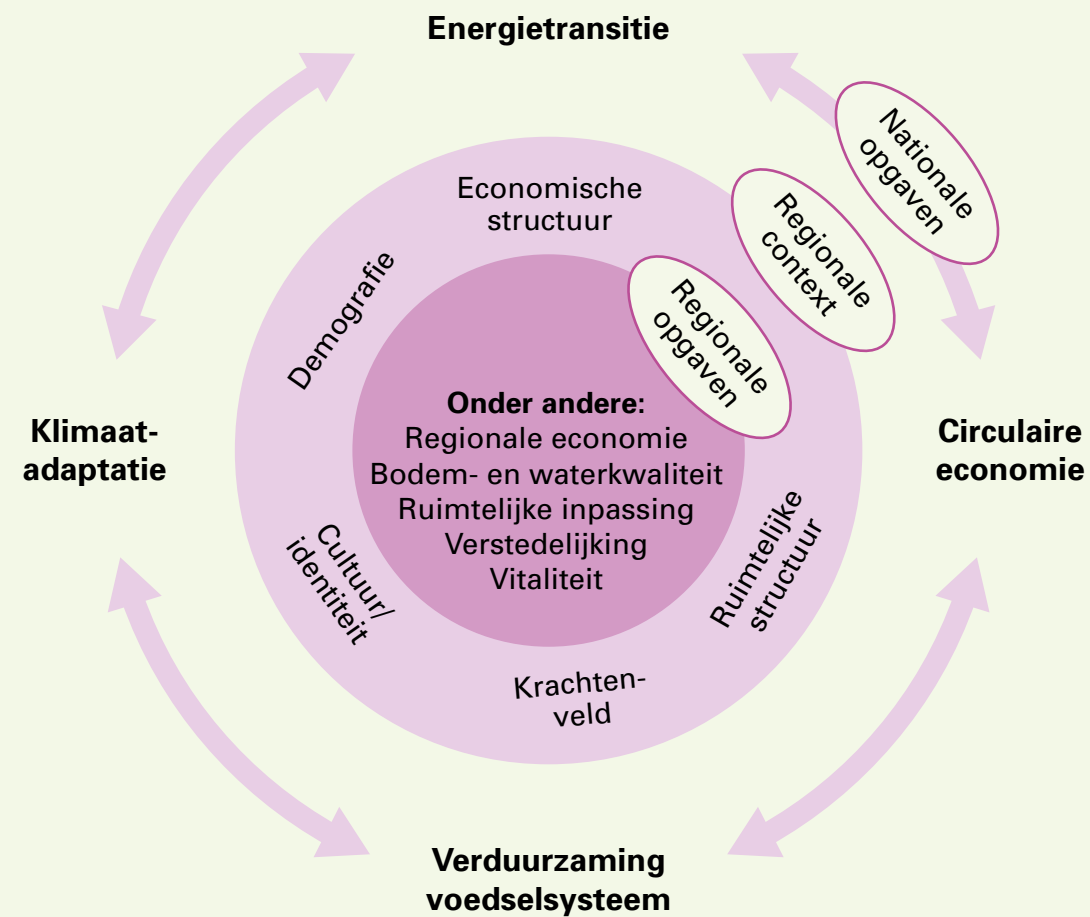 Energietransitie
Nationale
opgaven
Regionale
context
Regionale
opgaven
Economische
structuur
Demografie
Onder andere:
Regionale economie
Bodem- en waterkwaliteit
Ruimtelijke inpassing
Verstedelijking
Vitaliteit
Klimaat-
adaptatie
Circulaire
economie
Cultuur/
identiteit
Ruimtelijke
structuur
Krachten-
veld
Verduurzaming
voedselsysteem